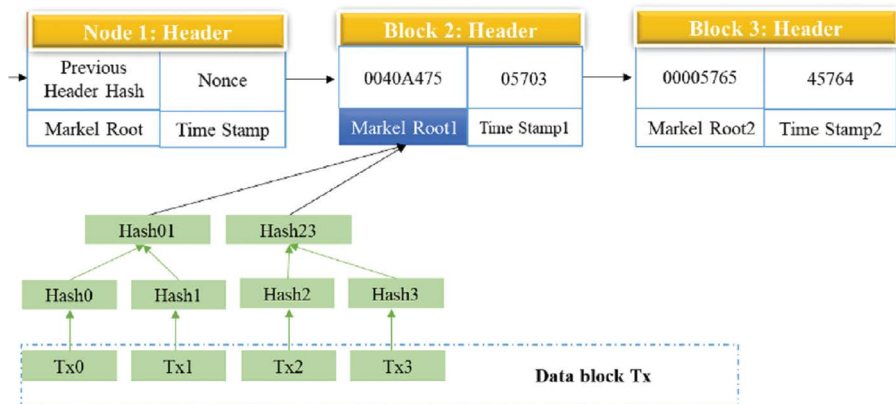 Node 1: Header
Block 2: Header
Block 3: Header
Previous
Header Hash
Nonce
0040A475
05703
00005765
45764
Markel Root
Time Stamp
Markel Root1
Time Stamp1
Markel Root2
Time Stamp2
Hash01
Hash23
Hash0
Hash1
Hash2
Hash3
Tx0
Tx1
Tx2
Tx3
Data block Tx